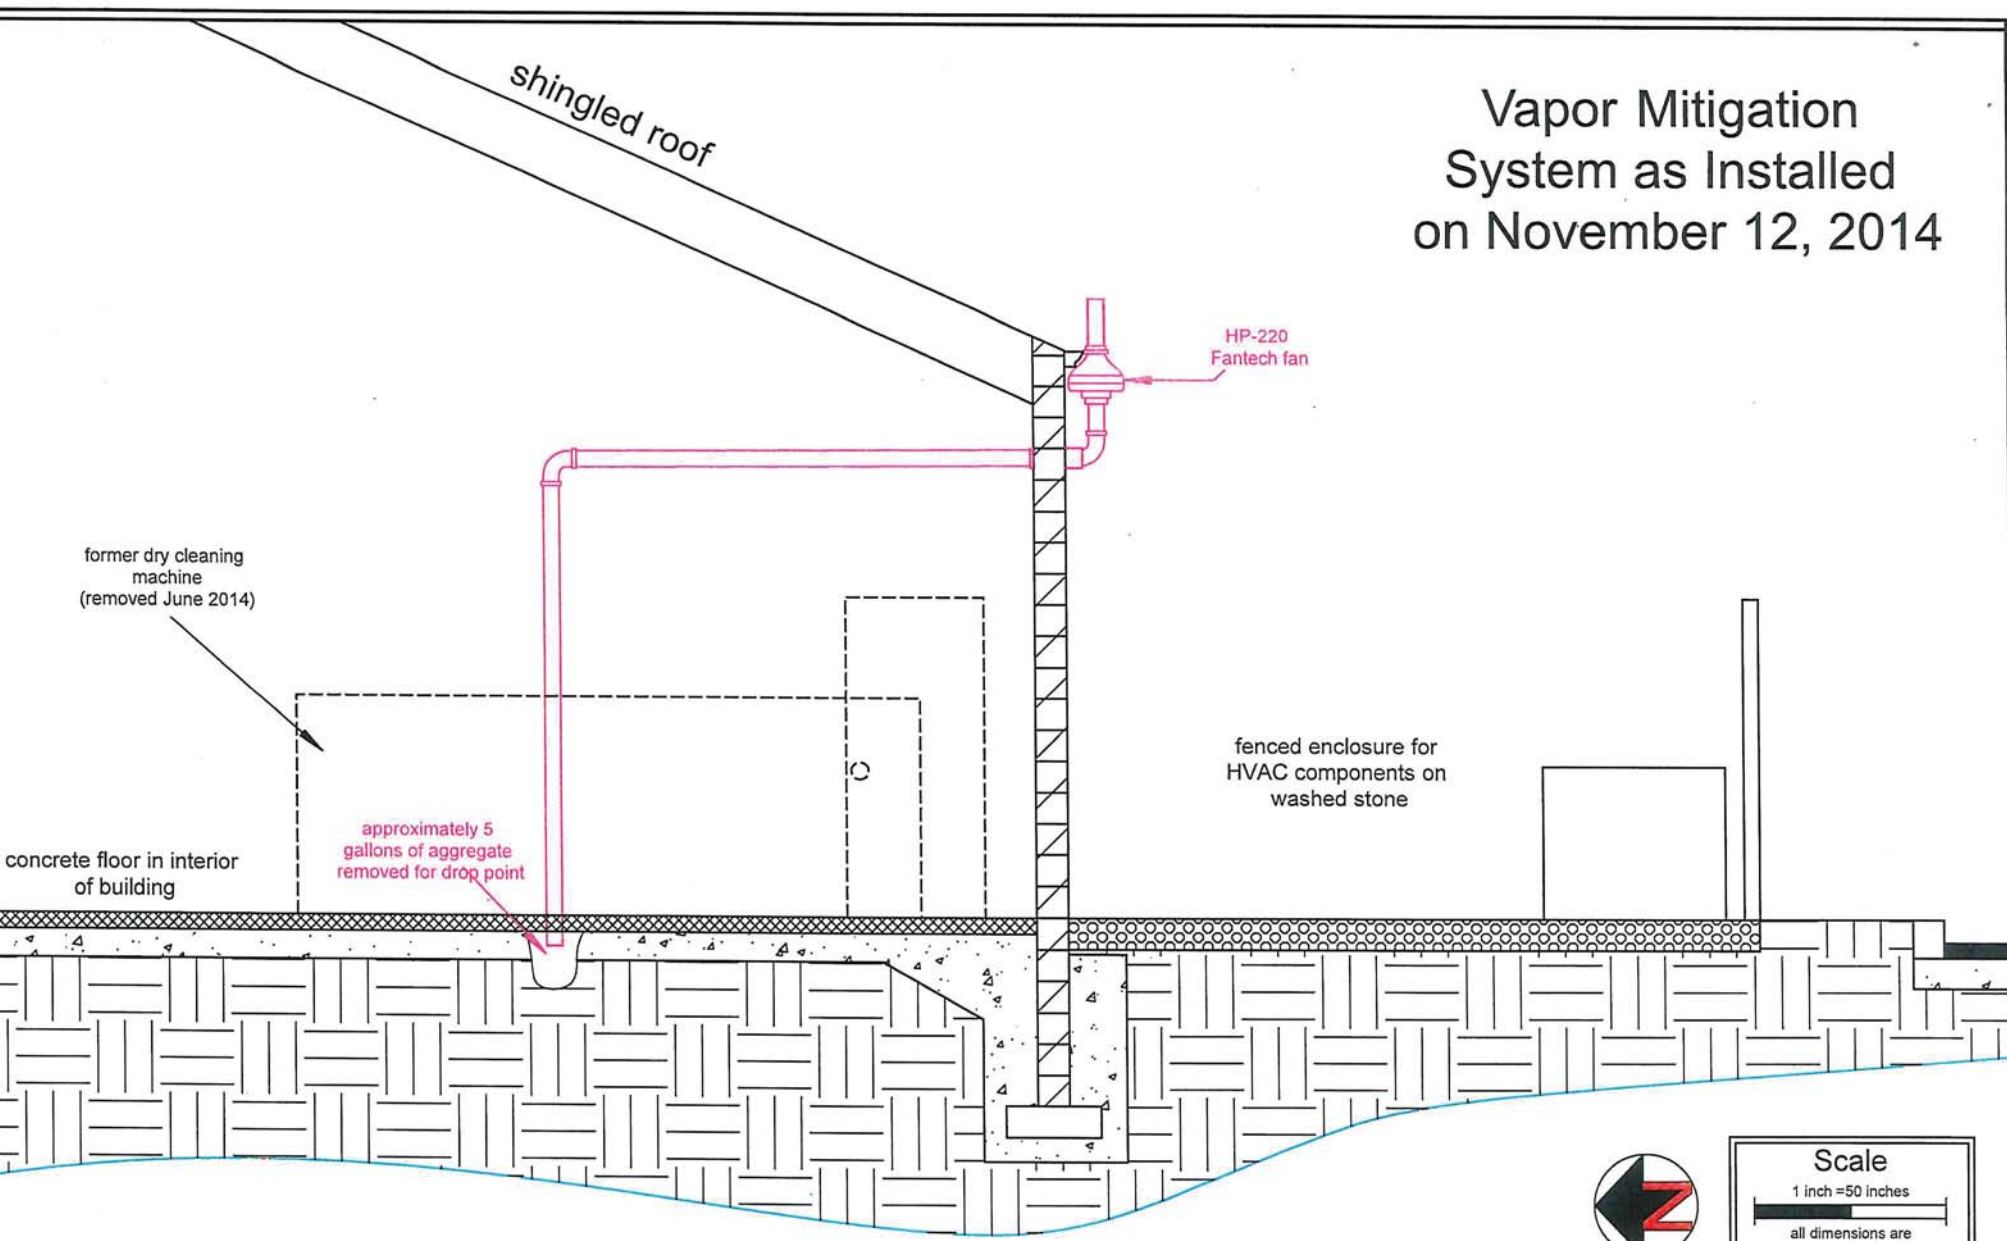 shingled roof
Vapor Mitigation
System as Installed
on November 12, 2014
HP-220
Fantech fan
former dry cleaning
machine
(removed June 2014)
fenced enclosure for
HVAC components on
washed stone
approximately 5
gallons of aggregate
removed for drop point
concrete floor in interior
of building
N
Scale
1 inch =50 inches
all dimensions are